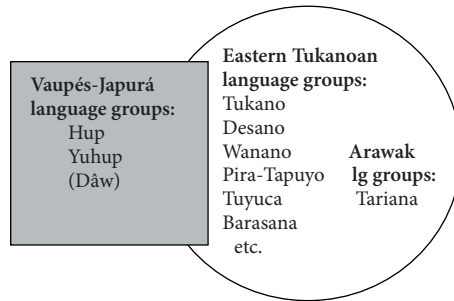 Vaupés-Japurá
language groups:
Hup
Yuhup
(Dâw)
Eastern Tukanoan
language groups:
Tukano
Desano
Wanano
Pira-Tapuyo
Tuyuca
Barasana
etc.
Arawak
lg groups:
Tariana